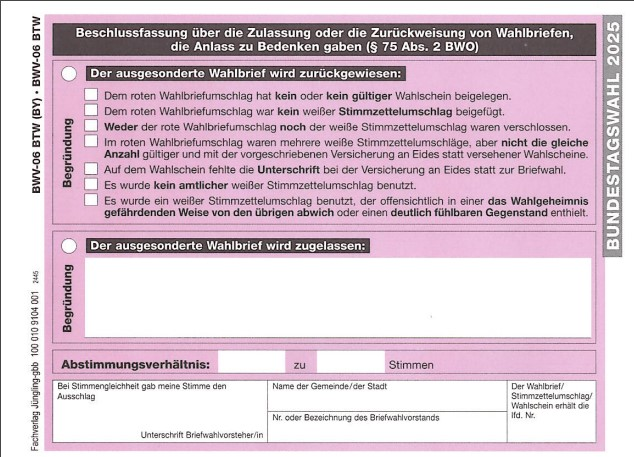 Beschlussfassung über die Zulassung oder die Zurückweisung von Wahlbriefen,
die Anlass zu Bedenken gaben (§ 75 Abs. 2 BWO)
Der ausgesonderte Wahlbrief wird zurückgewiesen:
Begründung
Dem roten Wahlbriefumschlag hat kein oder kein gültiger Wahlschein beigelegen.
Dem roten Wahlbriefumschlag war kein weißer Stimmzettelumschlag beigefügt.
Weder der rote Wahlbriefumschlag noch der weiße Stimmzettelumschlag waren verschlossen.
Im roten Wahlbriefumschlag waren mehrere weiße Stimmzettelumschläge, aber nicht die gleiche
Anzahl gültiger und mit der vorgeschriebenen Versicherung an Eides statt versehener Wahlscheine.
Auf dem Wahlschein fehlte die Unterschrift bei der Versicherung an Eides statt zur Briefwahl.
Es wurde kein amtlicher weißer Stimmzettelumschlag benutzt.
Es wurde ein weißer Stimmzettelumschlag benutzt, der offensichtlich in einer das Wahlgeheimnis
gefährdenden Weise von den übrigen abwich oder einen deutlich fühlbaren Gegenstand enthielt.
Der ausgesonderte Wahlbrief wird zugelassen:
Begründung
Abstimmungsverhältnis: zu Stimmen
Bei Stimmengleichheit gab meine Stimme den
Ausschlag
Unterschrift Briefwahlvorsteher/in
Name der Gemeinde/der Stadt
Nr. oder Bezeichnung des Briefwahlvorstands
Der Wahlbrief/
Stimmzettelumschlag/
Wahlschein erhält die
lfd. Nr.
BWV-06 BTW (BY) • BWV-06 BTW
Fachverlag Jüngling-gbb 100 010 9104 001 2445
BUNDESTAGSWAHL 2025